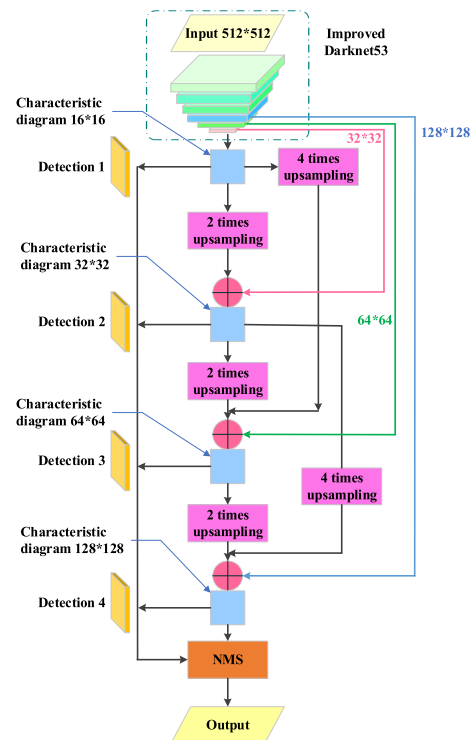 Input 512*512
Improved
Darknet53
Characteristic
diagram 16*16
32*32
128*128
Detection 1
4 times
upsampling
2 times
upsampling
Characteristic
diagram 32*32
Detection 2
64*64
2 times
upsampling
Characteristic
diagram 64*64
Detection 3
4 times
upsampling
2 times
upsampling
Characteristic
diagram 128*128
Detection 4
NMS
Output